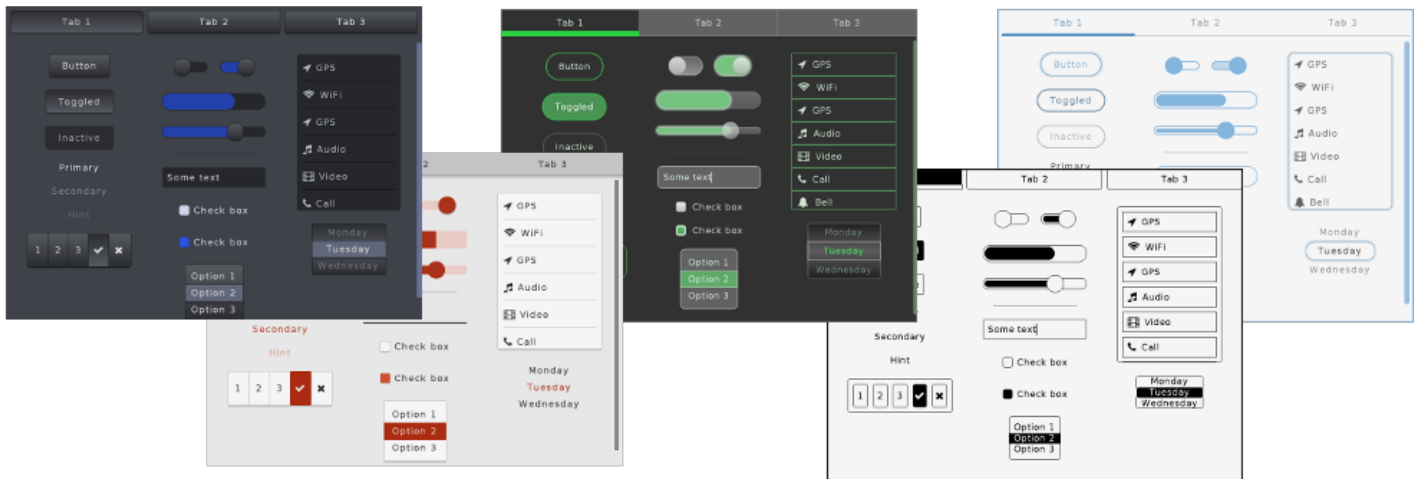 Tab 1
Tab 2
Tab 3
Button
Toggled
Inactive
Primary
Secondary
Hint
1 2 3
Some text
Check box
Check box
Option 1
Option 2
Option 3
GPS
WiFi
GPS
Audio
Video
Call
Monday
Tuesday
Wednesday
2
Tab 3
Secondary
Hint
1 2 3
Check box
Check box
Option 1
Option 2
Option 3
GPS
WiFi
GPS
Audio
Video
Call
Monday
Tuesday
Wednesday
Tab 1
Tab 2
Tab 3
Button
Toggled
Inactive
Some text
Check box
Check box
Option 1
Option 2
Option 3
GPS
WiFi
GPS
Audio
Video
Call
Bell
Monday
Tuesday
Wednesday
Tab 2
Tab 3
Secondary
Hint
1 2 3
Some text
Check box
Check box
Option 1
Option 2
Option 3
GPS
WiFi
GPS
Audio
Video
Call
Monday
Tuesday
Wednesday
Tab 1
Tab 2
Tab 3
Button
Toggled
Inactive
Primary
GPS
WiFi
GPS
Audio
Video
Call
Bell
Monday
Tuesday
Wednesday